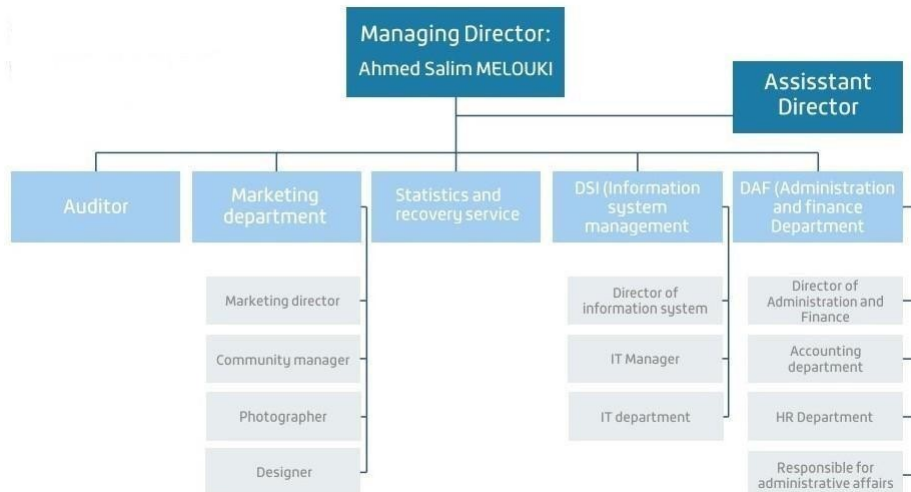 Managing Director:
Ahmed Salim MELOUKI
Assisstant
Director
Auditor
Marketing
department
Statistics and
recovery service
DSI (Information
system
management
DAF (Administration
and finance
Department
Marketing director
Community manager
Photographer
Designer
Director of
information system
IT Manager
IT department
Director of
Administration and
Finance
Accounting
department
HR Department
Responsible for
administrative affairs